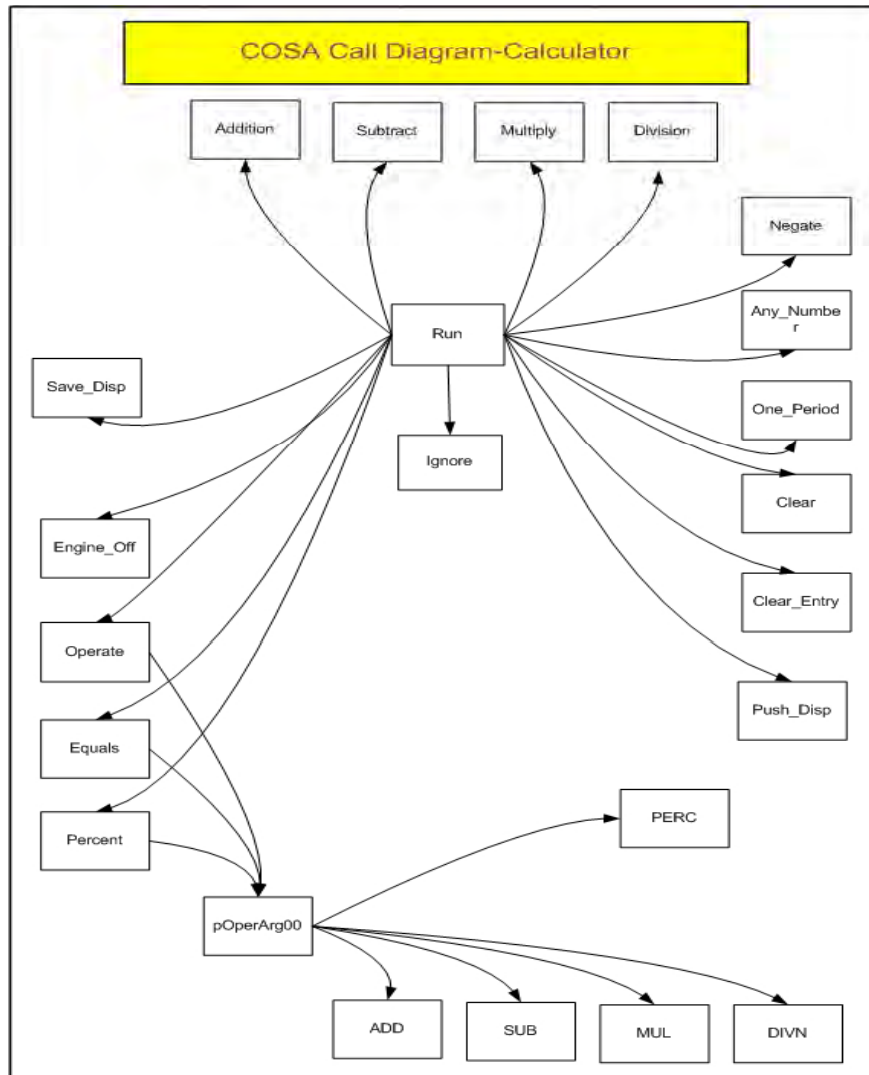 COSA Call Diagram-Calculator
Addition
Subtract
Multiply
Division
Negate
Any_Numbe
r
Run
Save_Disp
One_Period
Ignore
Clear
Engine_Off
Clear_Entry
Operate
Push_Disp
Equals
PERC
Percent
pOperArg00
ADD
SUB
MUL
DIVN